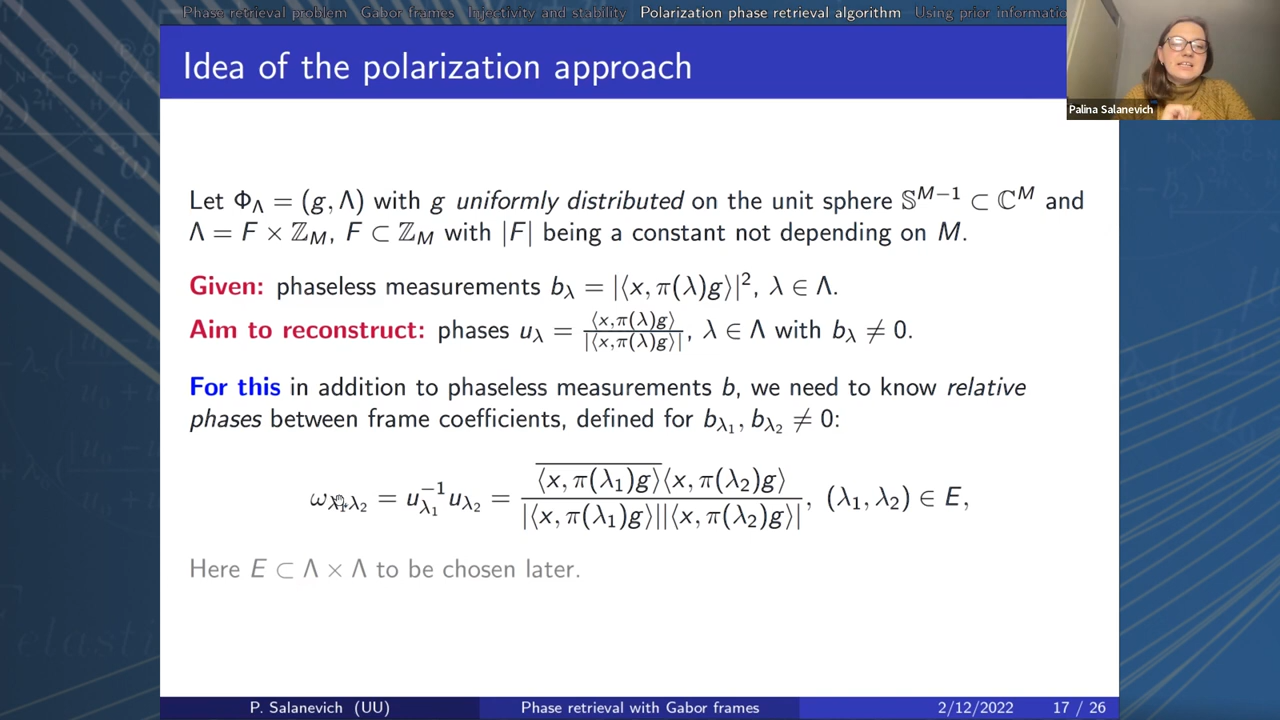 Phase retrieval problem Gabor frames Injectivity and stability Polarization phase retrieval algorithm Using prior informatio
Idea of the polarization approach
Palina Salanevich
Let Φ_Λ = (g, Λ) with g uniformly distributed on the unit sphere 𝕊^{M−1} ⊂ ℂ^M and
Λ = F × ℤ_M, F ⊂ ℤ_M with |F| being a constant not depending on M.
Given: phaseless measurements b_λ = |⟨x, π(λ)g⟩|², λ ∈ Λ.
Aim to reconstruct: phases u_λ = ⟨x,π(λ)g⟩ / |⟨x,π(λ)g⟩|, λ ∈ Λ with b_λ ≠ 0.
For this in addition to phaseless measurements b, we need to know relative
phases between frame coefficients, defined for b_{λ₁}, b_{λ₂} ≠ 0:
ω_{λ₁λ₂} = u_{λ₁}^{−1} u_{λ₂} = \overline{⟨x, π(λ₁)g⟩}⟨x, π(λ₂)g⟩ / |⟨x, π(λ₁)g⟩||⟨x, π(λ₂)g⟩|, (λ₁, λ₂) ∈ E,
Here E ⊂ Λ × Λ to be chosen later.
P. Salanevich (UU) Phase retrieval with Gabor frames 2/12/2022 17 / 26